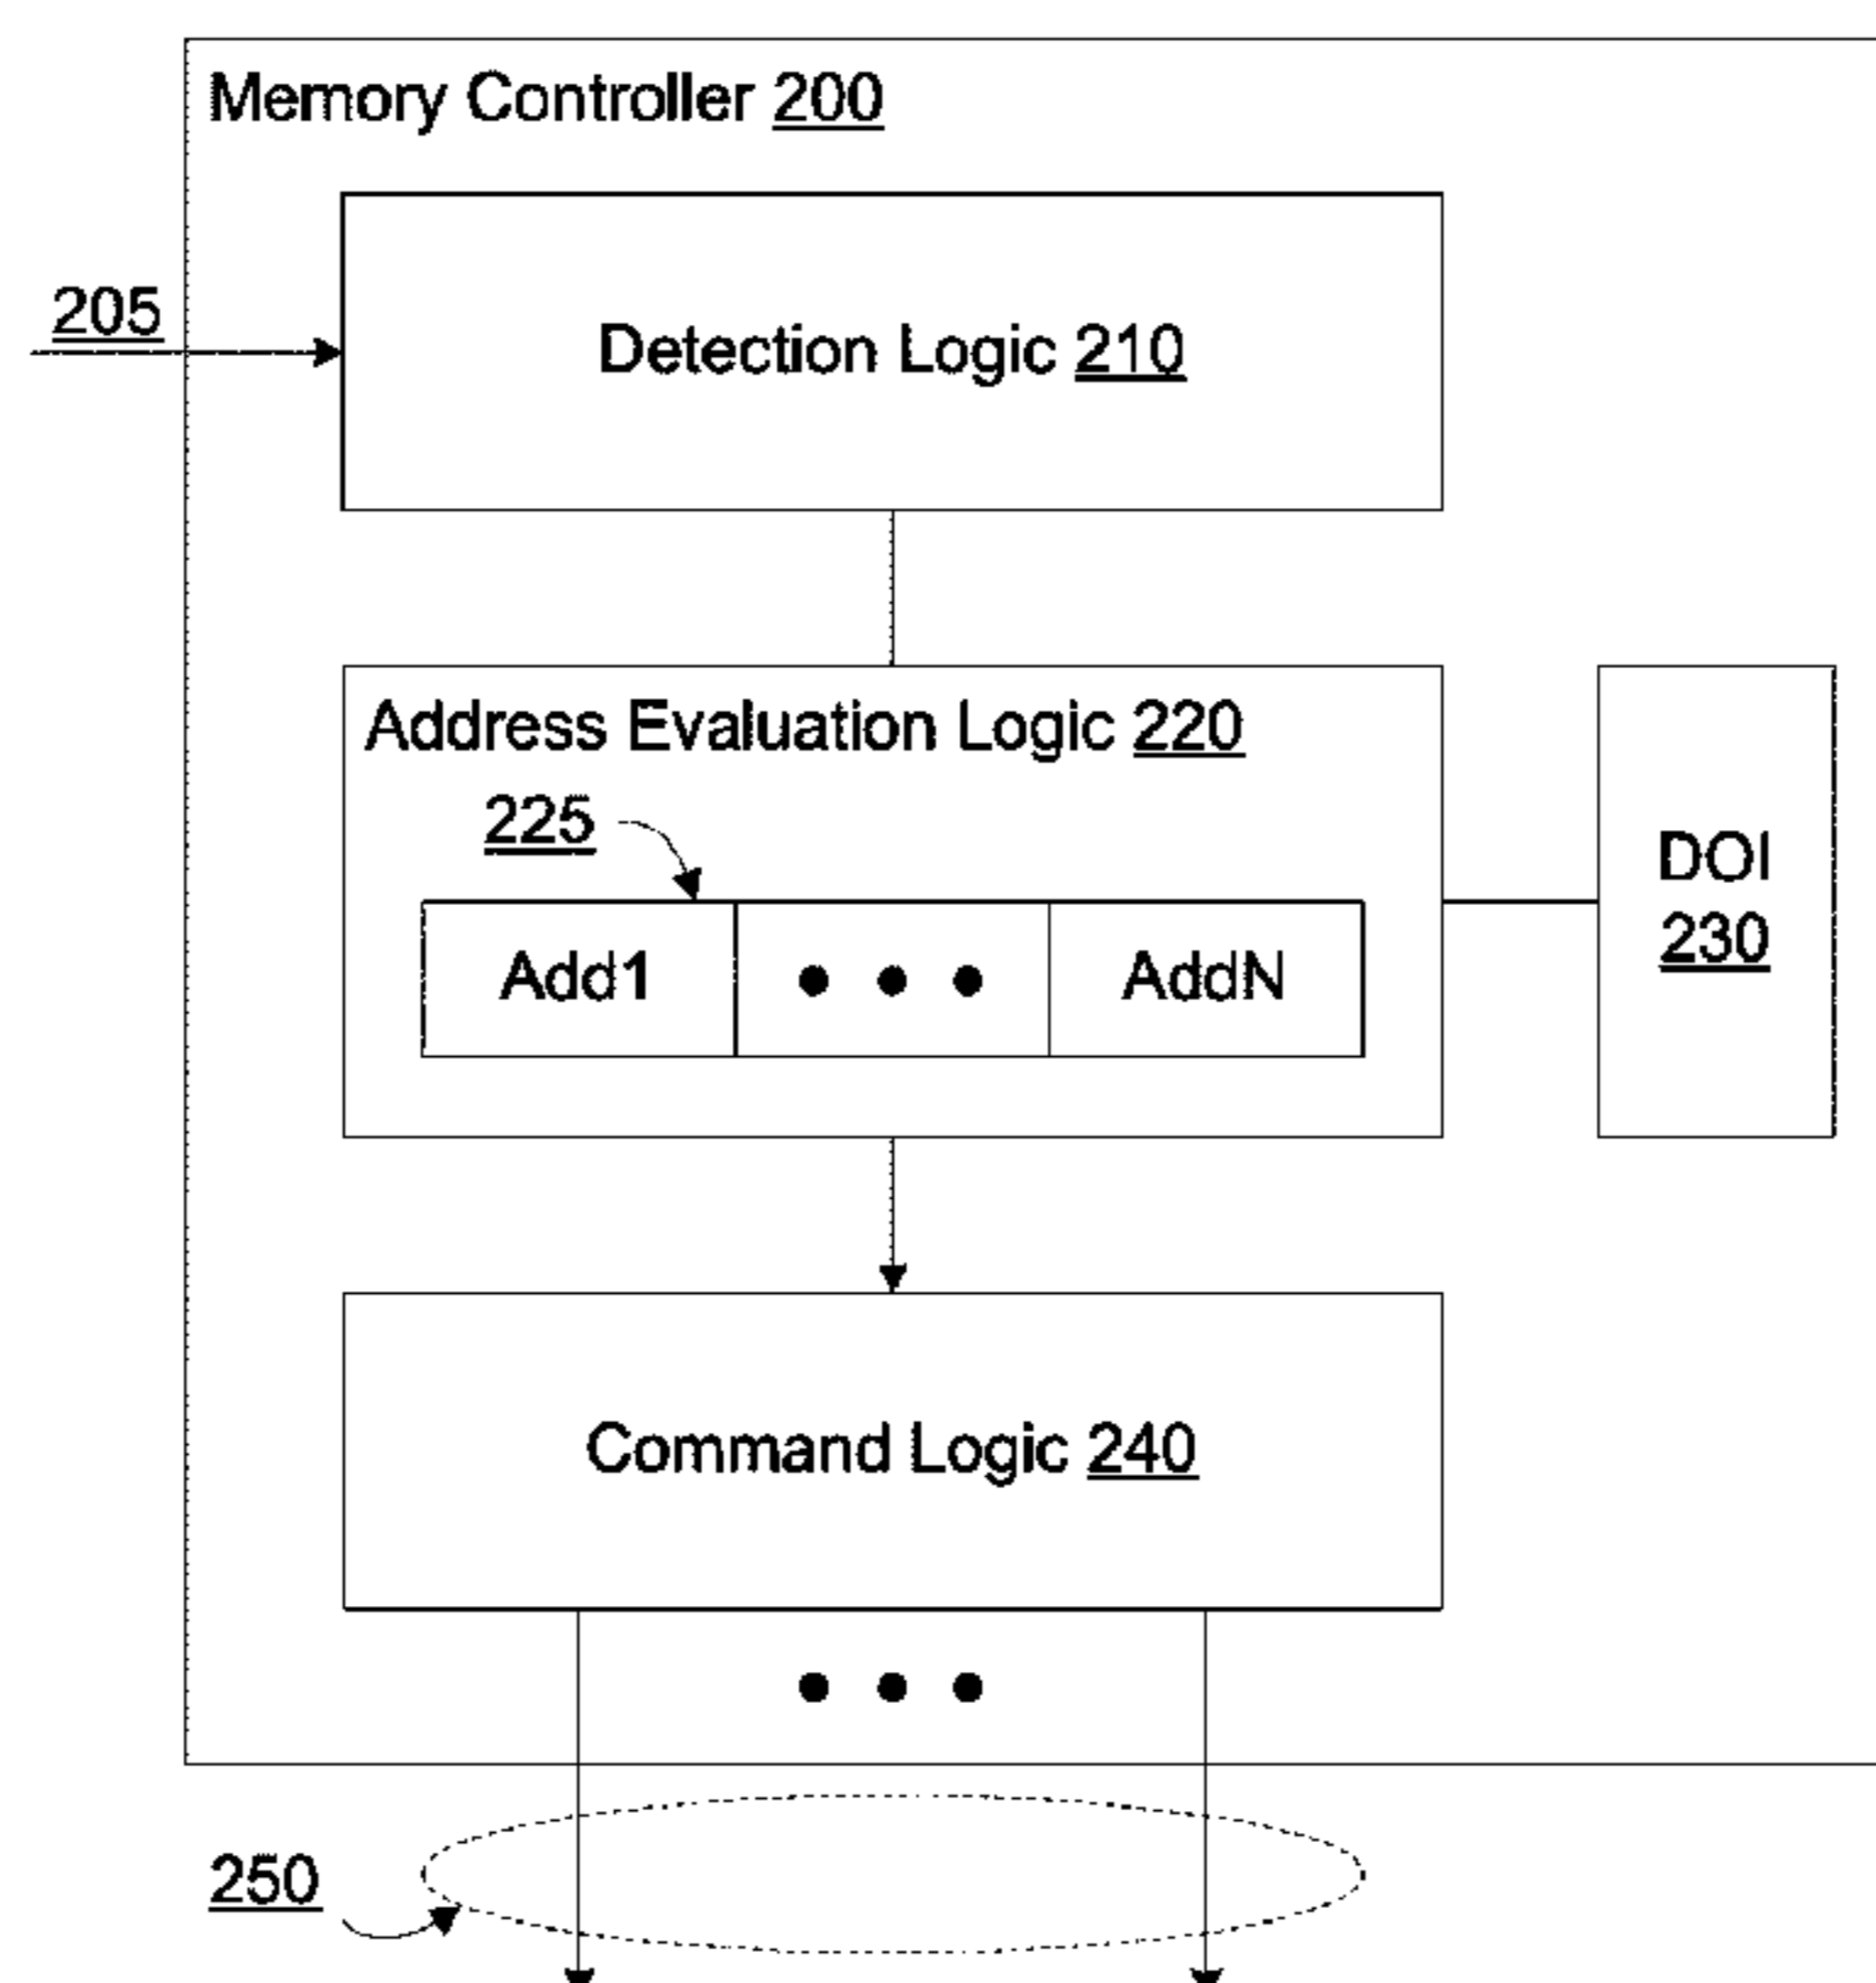 Memory Controller 200
205
Detection Logic 210
Address Evaluation Logic 220
225
Add1 ● ● ● AddN
DOI
230
Command Logic 240
● ● ●
250